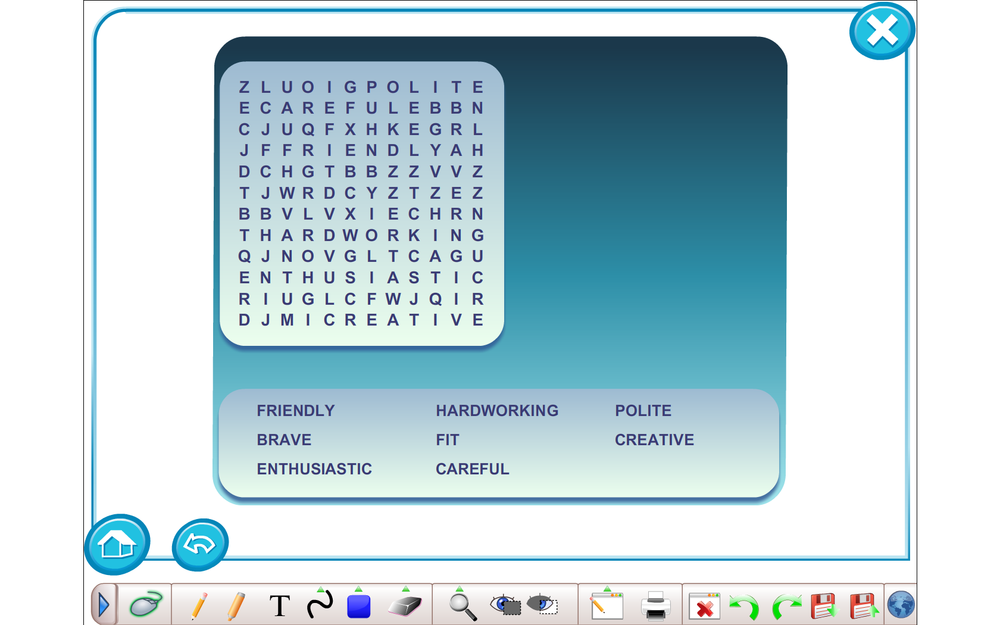 Z L U O I G P O L I T E
E C A R E F U L E B B N
C J U Q F X H K E G R L
J F F R I E N D L Y A H
D C H G T B B Z Z V V Z
T J W R D C Y Z T Z E Z
B B V L V X I E C H R N
T H A R D W O R K I N G
Q J N O V G L T C A G U
E N T H U S I A S T I C
R I U G L C F W J Q I R
D J M I C R E A T I V E
FRIENDLY HARDWORKING POLITE
BRAVE FIT CREATIVE
ENTHUSIASTIC CAREFUL
T